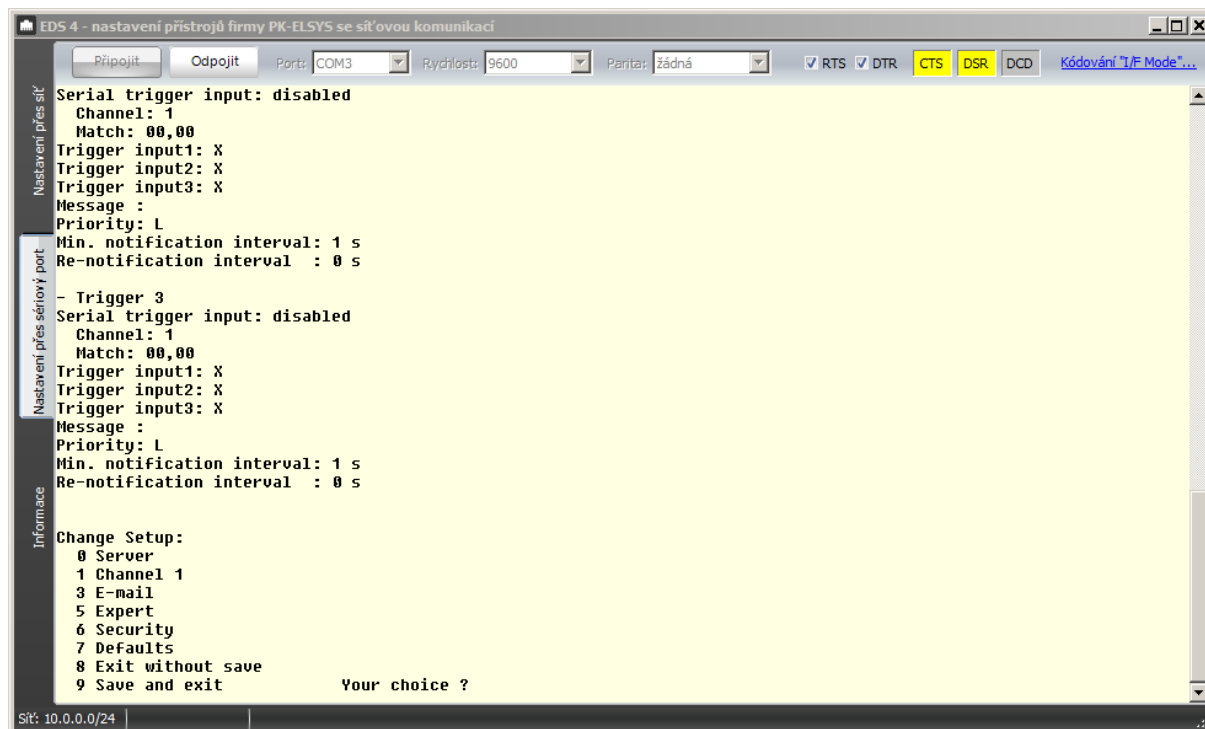 EDS 4 - nastavení přístrojů firmy PK-ELSYS se síťovou komunikací
Připojit Odpojit Port: COM3 Rychlost: 9600 Parita: žádná RTS DTR CTS DSR DCD Kódování "I/F Mode"...
Nastavení přes síť
Nastavení přes sériový port
Informace
Serial trigger input: disabled
Channel: 1
Match: 00,00
Trigger input1: X
Trigger input2: X
Trigger input3: X
Message :
Priority: L
Min. notification interval: 1 s
Re-notification interval : 0 s
- Trigger 3
Serial trigger input: disabled
Channel: 1
Match: 00,00
Trigger input1: X
Trigger input2: X
Trigger input3: X
Message :
Priority: L
Min. notification interval: 1 s
Re-notification interval : 0 s
Change Setup:
0 Server
1 Channel 1
3 E-mail
5 Expert
6 Security
7 Defaults
8 Exit without save
9 Save and exit Your choice ?
Síť: 10.0.0.0/24